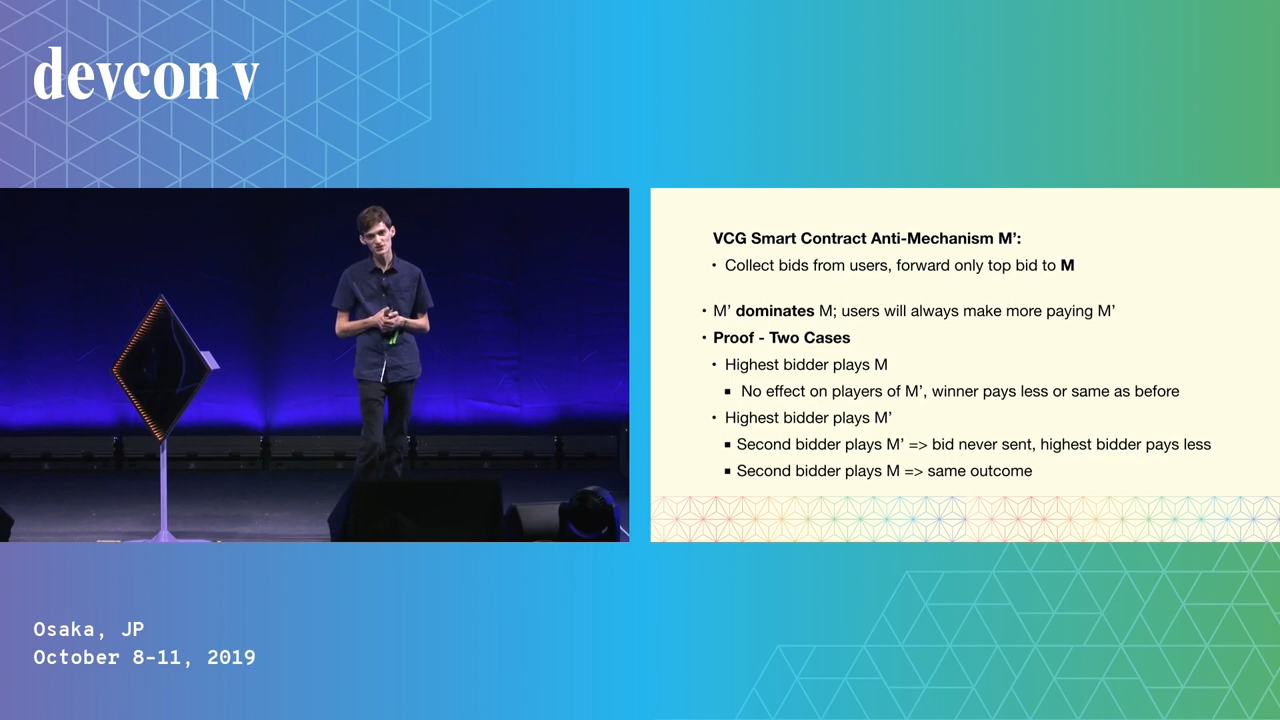 devcon v
VCG Smart Contract Anti-Mechanism M’:
• Collect bids from users, forward only top bid to M
• M’ dominates M; users will always make more paying M’
• Proof - Two Cases
• Highest bidder plays M
▪ No effect on players of M’, winner pays less or same as before
• Highest bidder plays M’
▪ Second bidder plays M’ => bid never sent, highest bidder pays less
▪ Second bidder plays M => same outcome
Osaka, JP
October 8-11, 2019